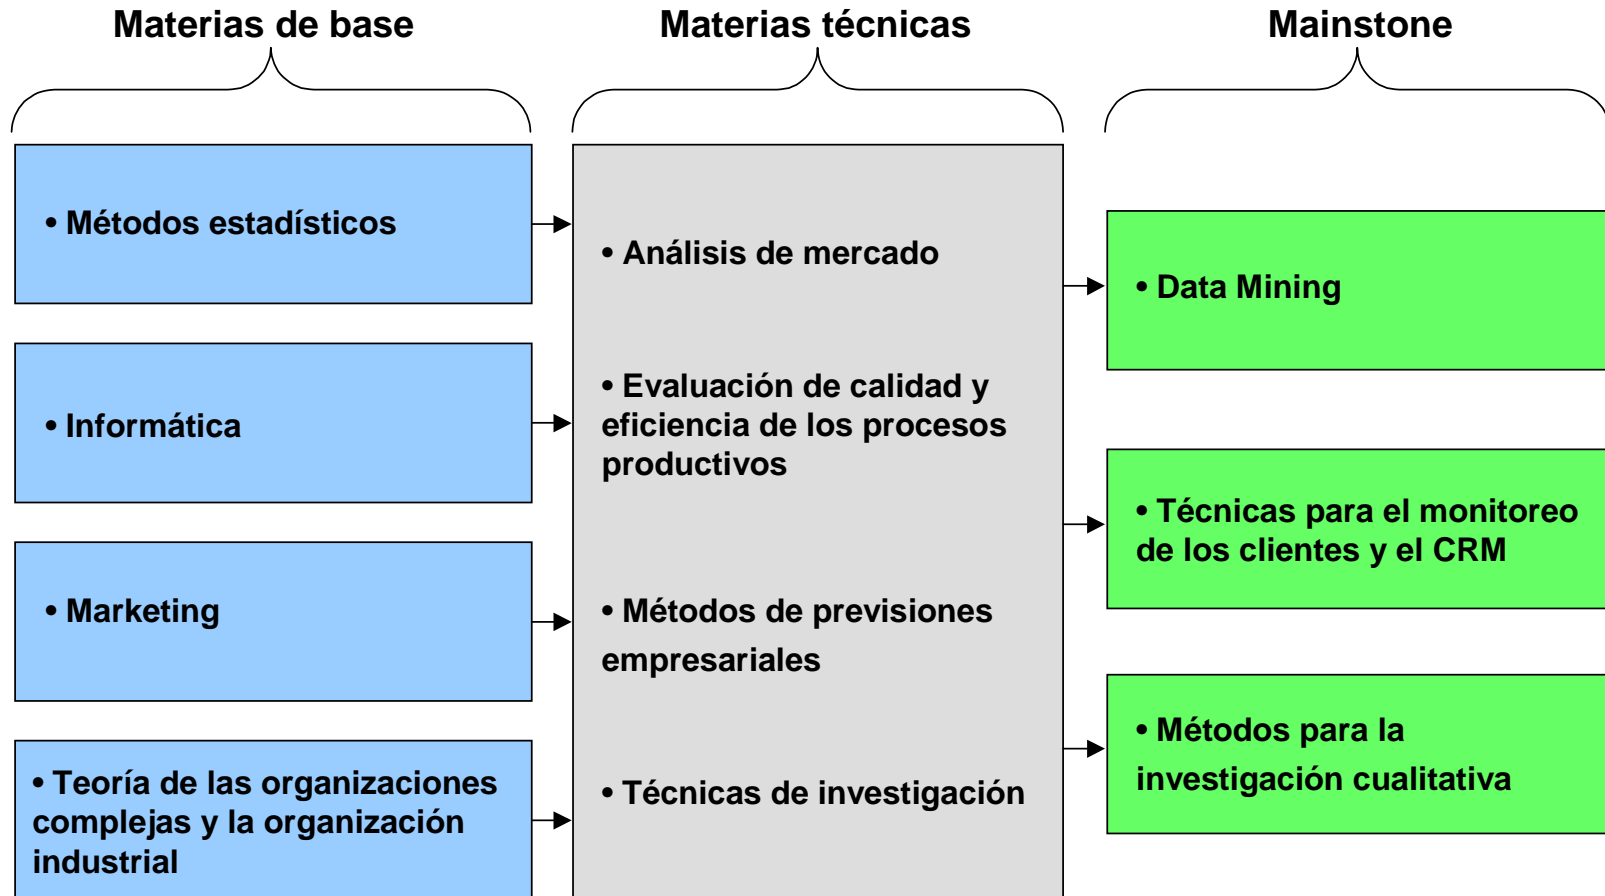 Materias de base
Materias técnicas
Mainstone
• Métodos estadísticos
• Informática
• Marketing
• Teoría de las organizaciones
complejas y la organización
industrial
• Análisis de mercado
• Evaluación de calidad y
eficiencia de los procesos
productivos
• Métodos de previsiones
empresariales
• Técnicas de investigación
• Data Mining
• Técnicas para el monitoreo
de los clientes y el CRM
• Métodos para la
investigación cualitativa